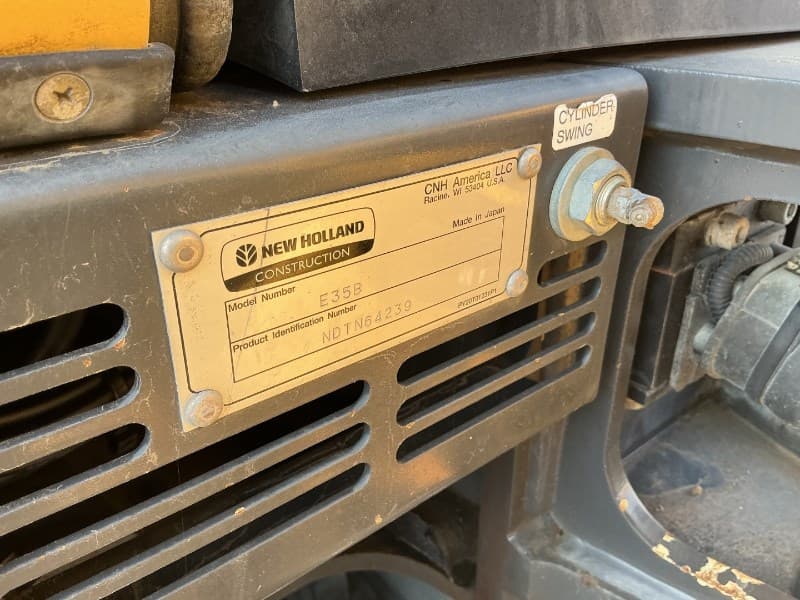 CYLINDER
SWING
CNH America LLC
Racine, WI 53404 U.S.A.
Made in Japan
NEW HOLLAND
CONSTRUCTION
Model Number
E35B
Product Identification Number
NDTN64239